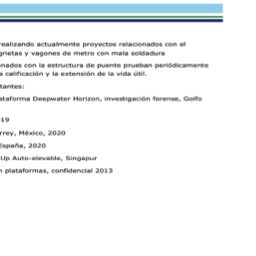 realizando actualmente proyectos relacionados con el
grietas y vagones de metro con mala soldadura
onados con la estructura de puente prueban periódicamente
a calificación y la extensión de la vida útil.
tantes:
ataforma Deepwater Horizon, investigación forense, Golfo
19
rrey, México, 2020
España, 2020
Up Auto-elevable, Singapur
n plataformas, confidencial 2013